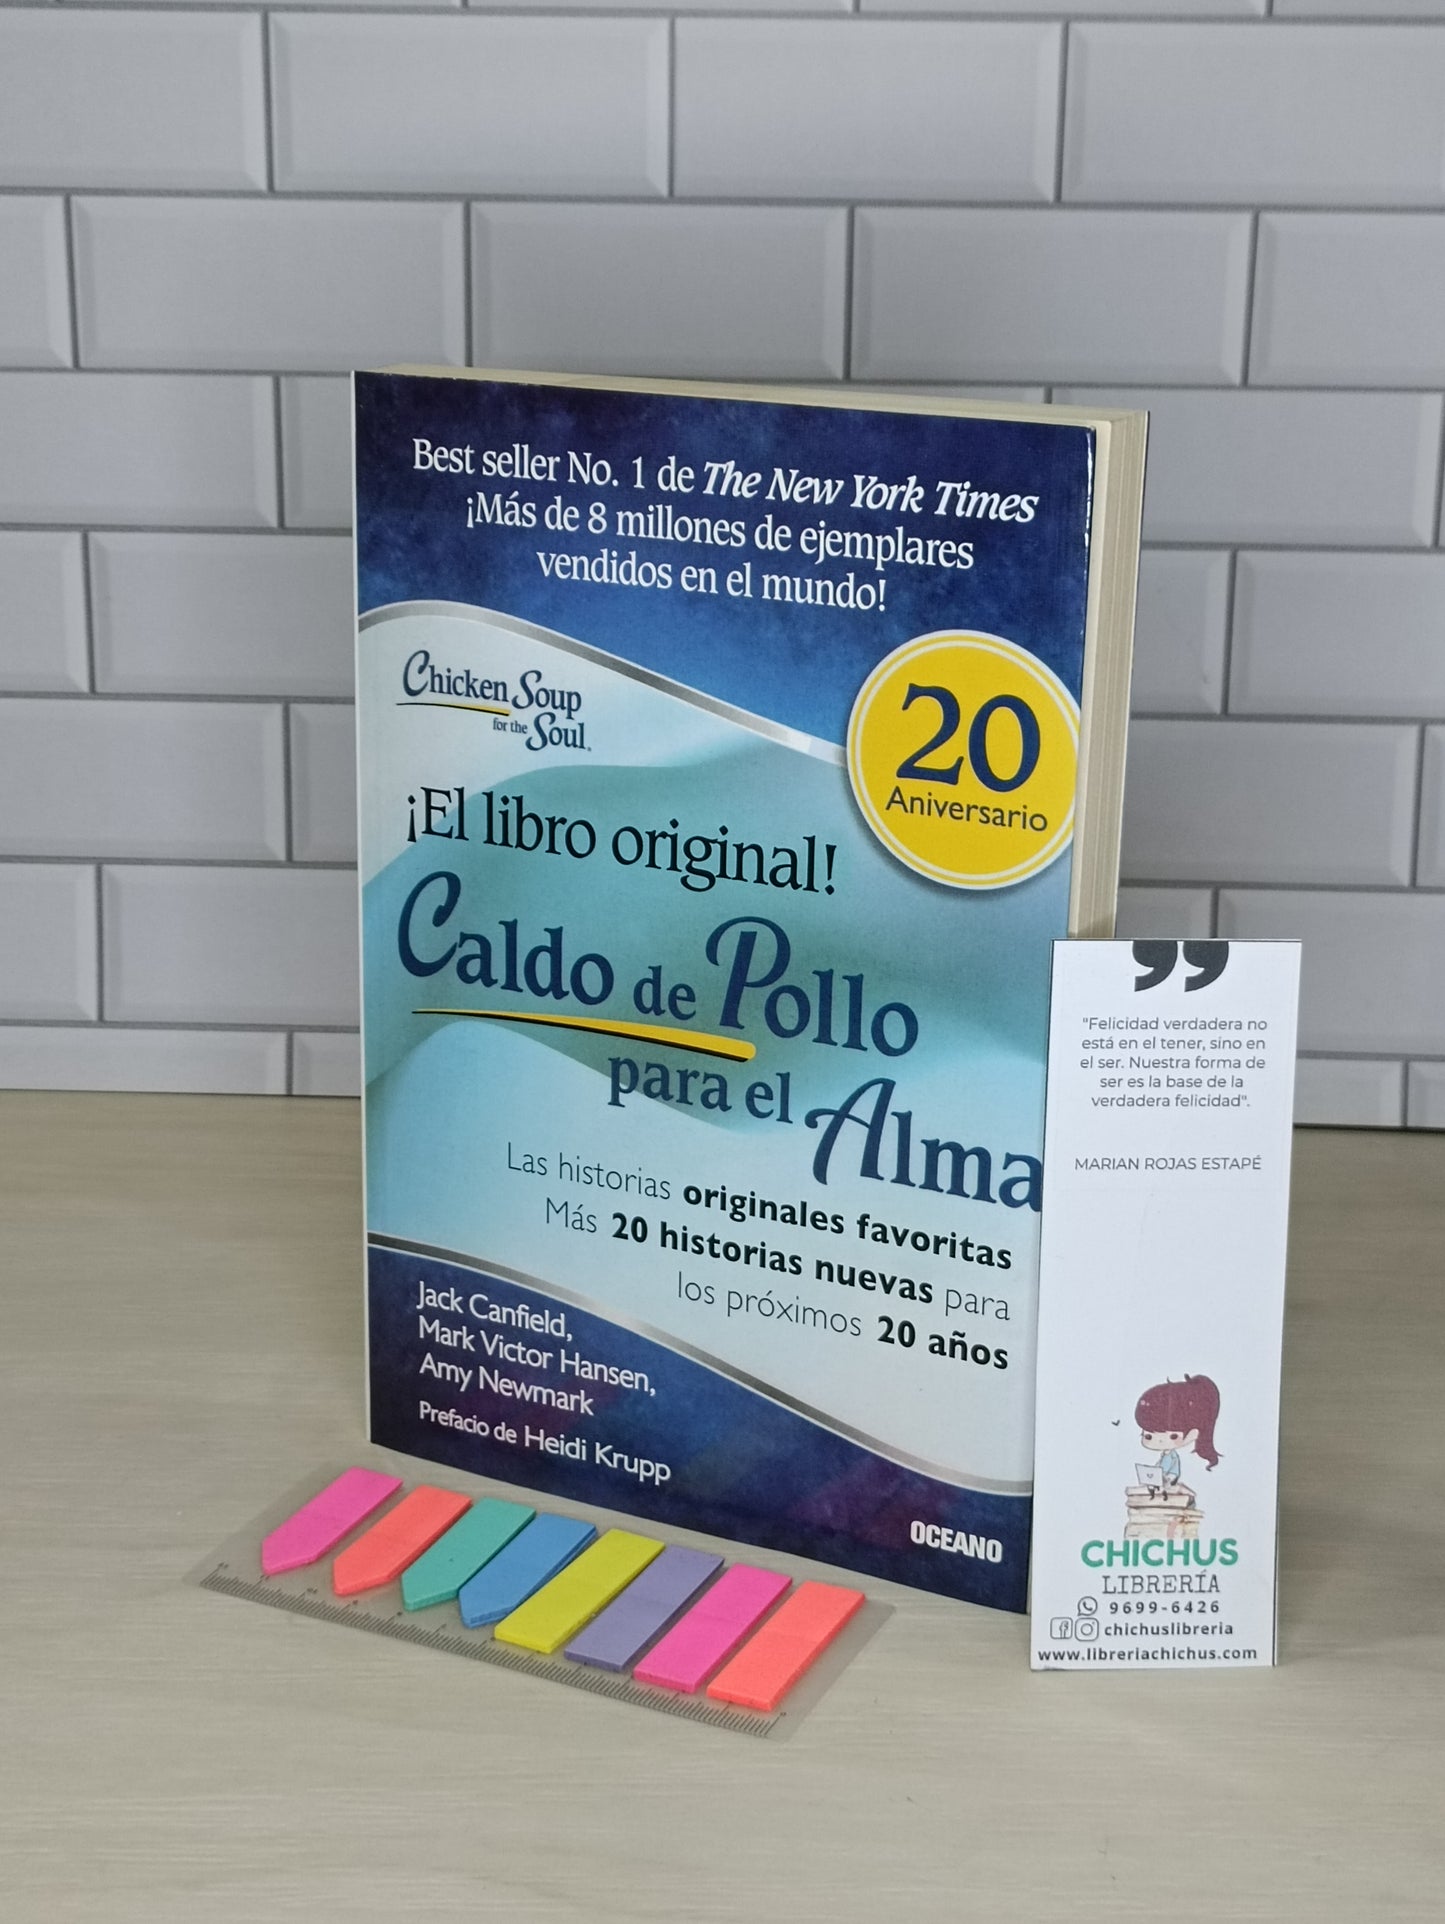 Best seller No. 1 de The New York Times
¡Más de 8 millones de ejemplares
vendidos en el mundo!
Chicken Soup
for the Soul
20
Aniversario
¡El libro original!
Caldo de Pollo
para el Alma
Las historias originales favoritas
Más 20 historias nuevas para
los próximos 20 años
Jack Canfield,
Mark Victor Hansen,
Amy Newmark
Prefacio de Heidi Krupp
OCEANO
"Felicidad verdadera no
está en el tener, sino en
el ser. Nuestra forma de
ser es la base de la
verdadera felicidad".
MARIAN ROJAS ESTAPÉ
CHICHUS
LIBRERÍA
9699-6426
chichuslibreria
www.libreriachichus.com